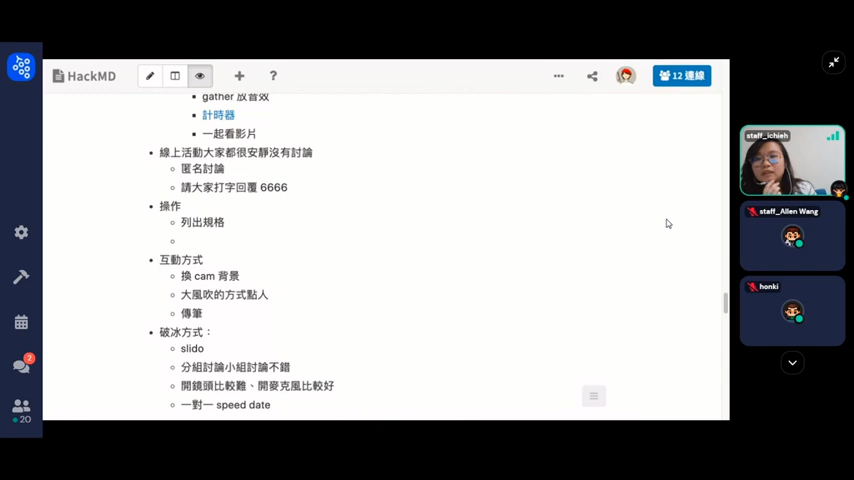 staff_ichieh
HackMD
?
12 連線
gather 放音效
計時器
一起看影片
線上活動大家都很安靜沒有討論
匿名討論
請大家打字回覆 6666
操作
列出規格
互動方式
換 cam 背景
大風吹的方式點人
傳筆
破冰方式：
slido
分組討論小組討論不錯
開鏡頭比較難、開麥克風比較好
一對一 speed date
staff_Allen Wang
honki
2
20